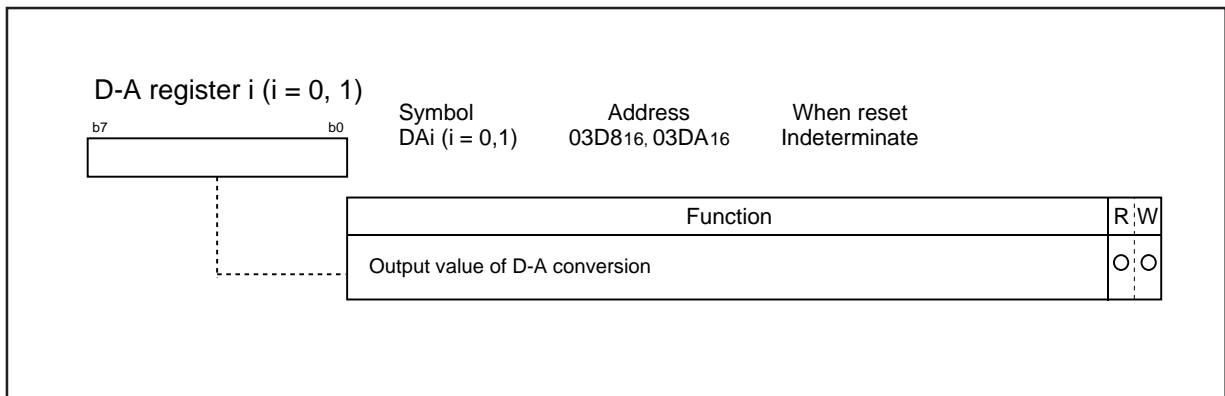 D-A register i (i = 0, 1)
b7 b0
Symbol Address When reset
DAi (i = 0,1) 03D816, 03DA16 Indeterminate
Function R W
Output value of D-A conversion O O